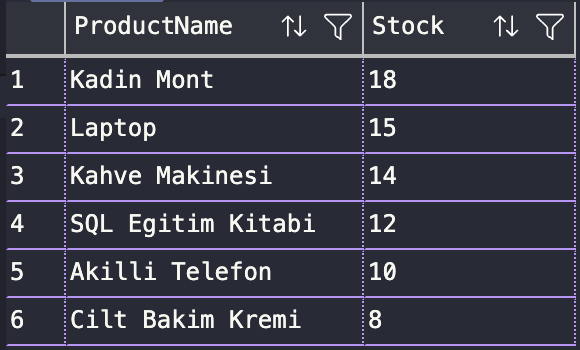 ProductName Stock
1 Kadin Mont 18
2 Laptop 15
3 Kahve Makinesi 14
4 SQL Egitim Kitabi 12
5 Akilli Telefon 10
6 Cilt Bakim Kremi 8